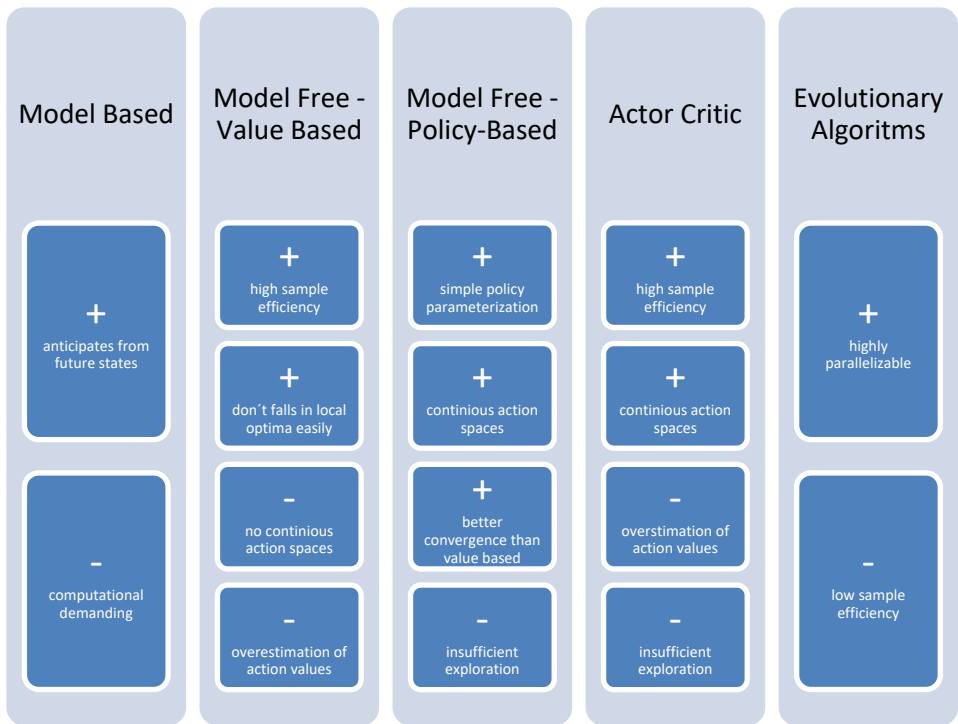 Model Based
+
anticipates from
future states
-
computational
demanding
Model Free -
Value Based
+
high sample
efficiency
+
don´t falls in local
optima easily
-
no continious
action spaces
-
overestimation of
action values
Model Free -
Policy-Based
+
simple policy
parameterization
+
continious action
spaces
+
better
convergence than
value based
-
insufficient
exploration
Actor Critic
+
high sample
efficiency
+
continious action
spaces
-
overstimation of
action values
-
insufficient
exploration
Evolutionary
Algoritms
+
highly
parallelizable
-
low sample
efficiency